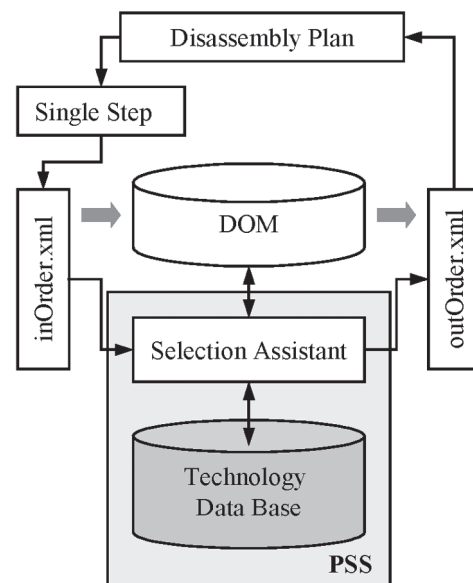 Disassembly Plan
Single Step
inOrder.xml
DOM
outOrder.xml
Selection Assistant
Technology
Data Base
PSS